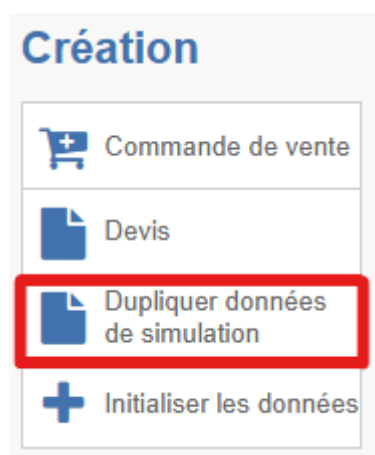 Création
Commande de vente
Devis
Dupliquer données
de simulation
Initialiser les données